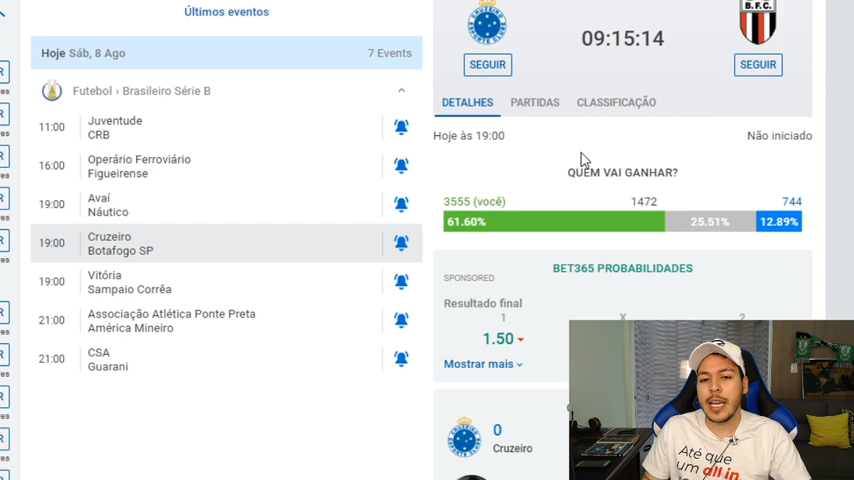 Últimos eventos
Hoje Sáb, 8 Ago 7 Events
Futebol › Brasileiro Série B
11:00 Juventude
CRB
16:00 Operário Ferroviário
Figueirense
19:00 Avaí
Náutico
19:00 Cruzeiro
Botafogo SP
19:00 Vitória
Sampaio Corrêa
21:00 Associação Atlética Ponte Preta
América Mineiro
21:00 CSA
Guarani
CRUZEIRO
B.F.C.
09:15:14
SEGUIR SEGUIR
DETALHES PARTIDAS CLASSIFICAÇÃO
Hoje às 19:00 Não iniciado
QUEM VAI GANHAR?
3555 (você) 1472 744
61.60% 25.51% 12.89%
BET365 PROBABILIDADES
SPONSORED
Resultado final
1 X 2
1.50
Mostrar mais
0
Cruzeiro
Até que
um all in